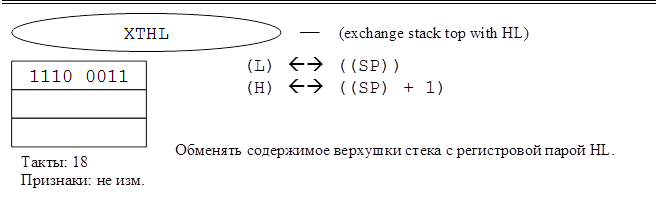 XTHL — (exchange stack top with HL)
1110 0011
(L) ←→ ((SP))
(H) ←→ ((SP) + 1)
Обменять содержимое верхушки стека с регистровой парой HL.
Такты: 18
Признаки: не изм.